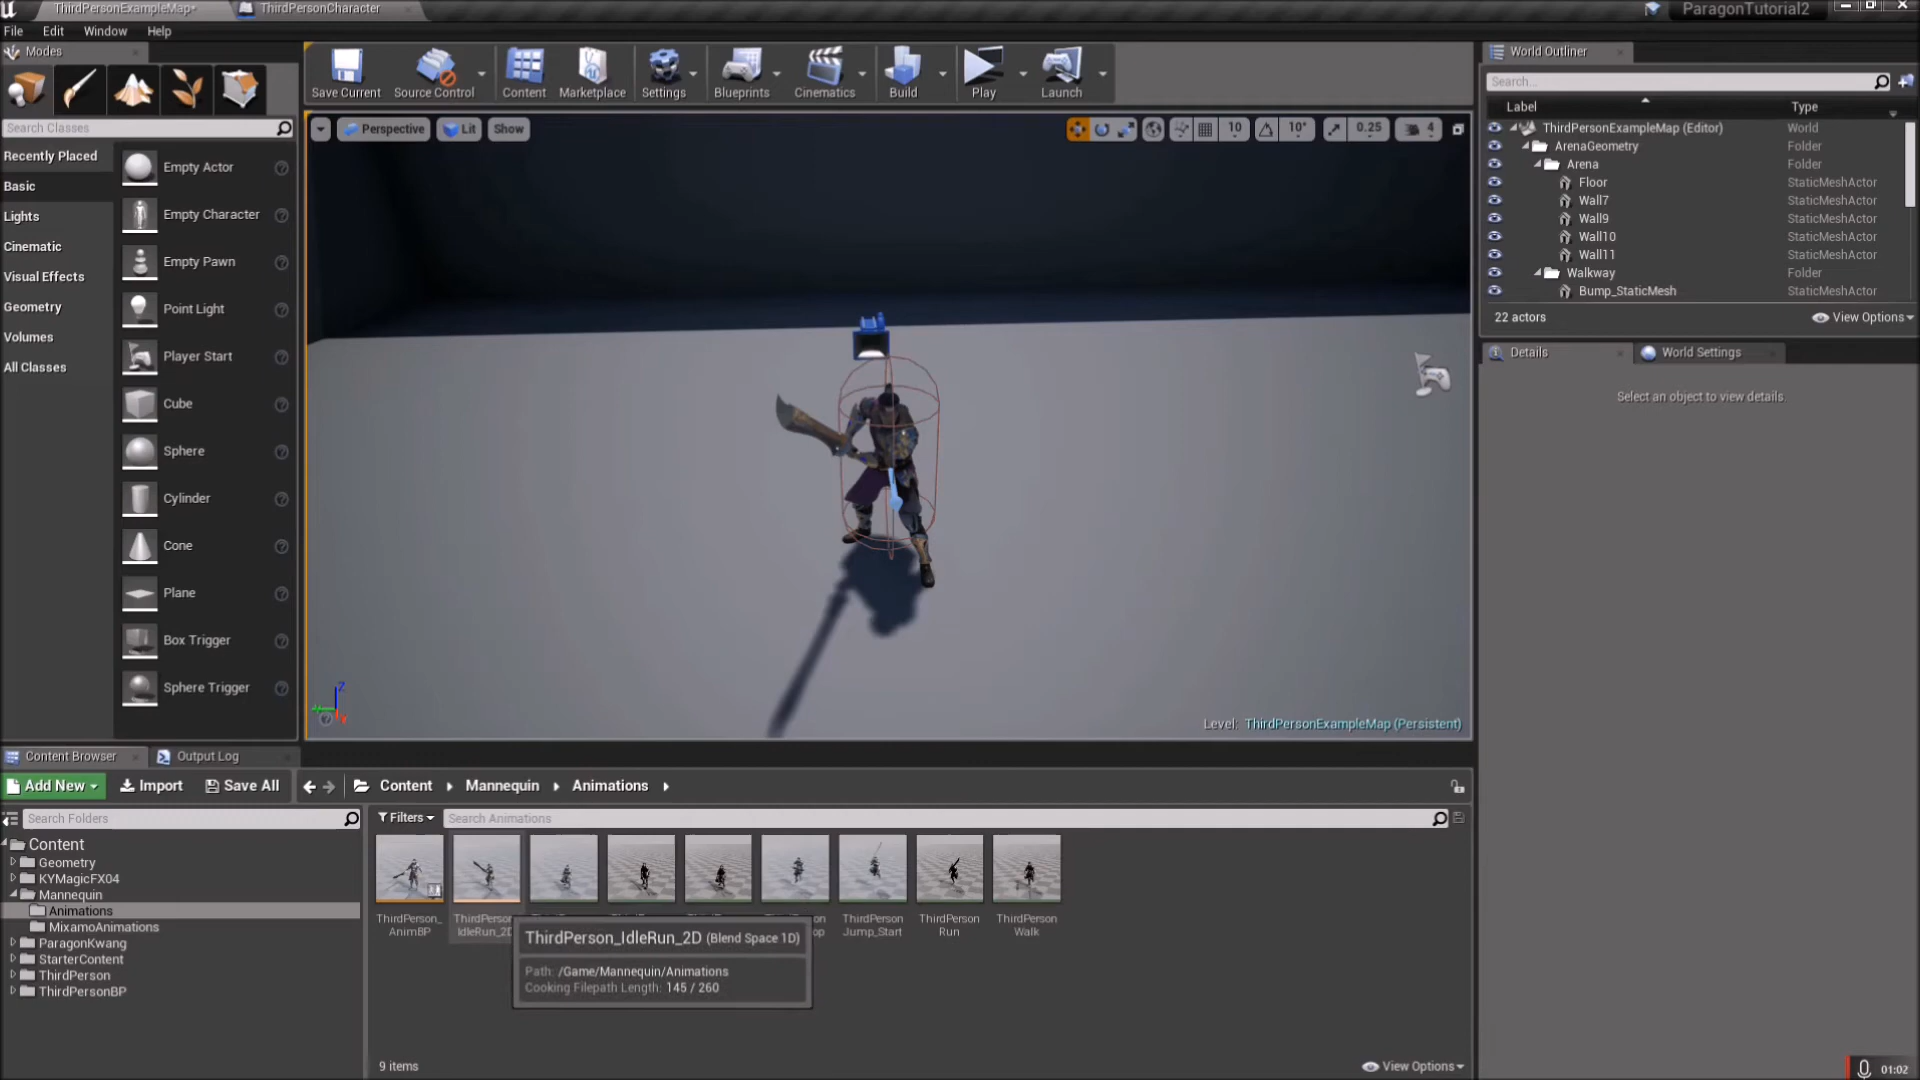 ThirdPersonExampleMap*
ThirdPersonCharacter
ParagonTutorial2
File Edit Window Help
Modes
Search Classes
Recently Placed
Basic
Lights
Cinematic
Visual Effects
Geometry
Volumes
All Classes
Empty Actor
Empty Character
Empty Pawn
Point Light
Player Start
Cube
Sphere
Cylinder
Cone
Plane
Box Trigger
Sphere Trigger
Save Current
Source Control
Content
Marketplace
Settings
Blueprints
Cinematics
Build
Play
Launch
Perspective
Lit
Show
10
10°
0.25
4
Level: ThirdPersonExampleMap (Persistent)
World Outliner
Search...
Label Type
ThirdPersonExampleMap (Editor) World
ArenaGeometry Folder
Arena Folder
Floor StaticMeshActor
Wall7 StaticMeshActor
Wall9 StaticMeshActor
Wall10 StaticMeshActor
Wall11 StaticMeshActor
Walkway Folder
Bump_StaticMesh StaticMeshActor
22 actors
View Options
Details
World Settings
Select an object to view details.
Content Browser
Output Log
Add New
Import
Save All
Content
Mannequin
Animations
Search Folders
Content
Geometry
KYMagicFX04
Mannequin
Animations
MixamoAnimations
ParagonKwang
StarterContent
ThirdPerson
ThirdPersonBP
Filters
Search Animations
ThirdPerson_
AnimBP
ThirdPerson
IdleRun_2D
ThirdPerson
Jump_Start
ThirdPerson
Run
ThirdPerson
Walk
ThirdPerson_IdleRun_2D (Blend Space 1D)
Path: /Game/Mannequin/Animations
Cooking Filepath Length: 145 / 260
9 items
View Options
01:02